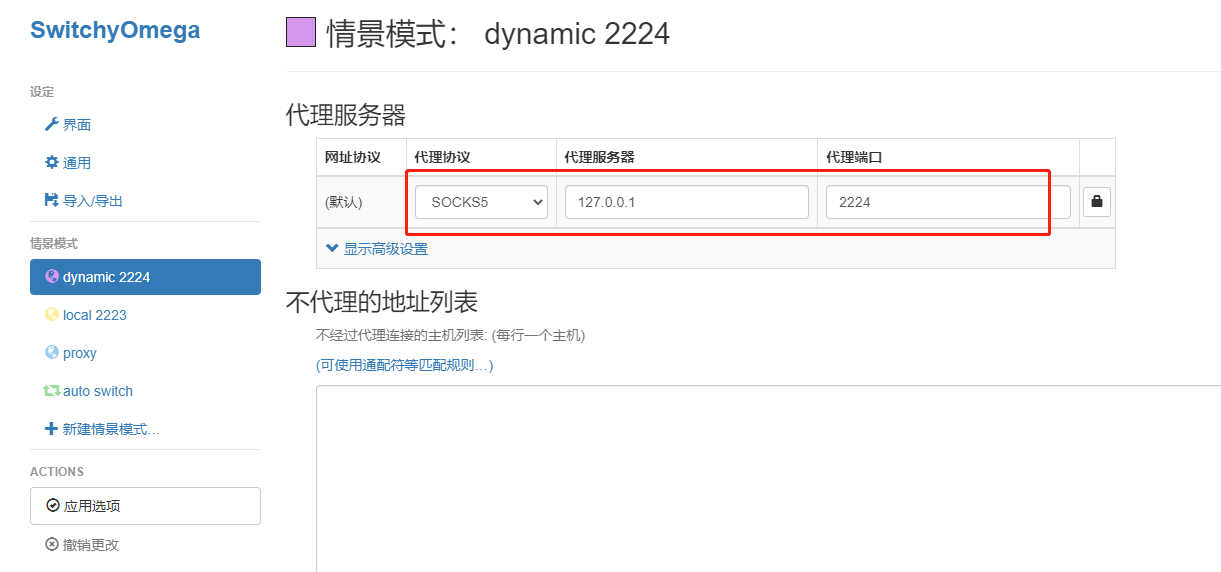 SwitchyOmega
设定
界面
通用
导入/导出
情景模式
dynamic 2224
local 2223
proxy
auto switch
新建情景模式…
ACTIONS
应用选项
撤销更改
情景模式： dynamic 2224
代理服务器
网址协议 代理协议 代理服务器 代理端口
(默认) SOCKS5 127.0.0.1 2224
显示高级设置
不代理的地址列表
不经过代理连接的主机列表: (每行一个主机)
(可使用通配符等匹配规则…)